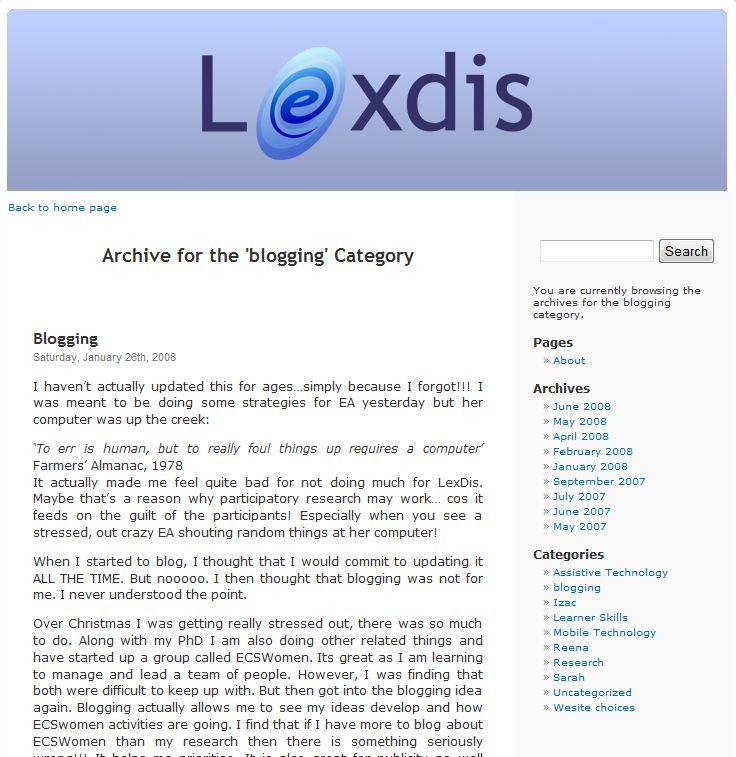 Lexdis
Back to home page
Archive for the 'blogging' Category
Blogging
Saturday, January 26th, 2008
I haven't actually updated this for ages…simply because I forgot!!! I
was meant to be doing some strategies for EA yesterday but her
computer was up the creek:
‘To err is human, but to really foul things up requires a computer’
Farmers’ Almanac, 1978
It actually made me feel quite bad for not doing much for LexDis.
Maybe that’s a reason why participatory research may work… cos it
feeds on the guilt of the participants! Especially when you see a
stressed, out crazy EA shouting random things at her computer!
When I started to blog, I thought that I would commit to updating it
ALL THE TIME. But nooooo. I then thought that blogging was not for
me. I never understood the point.
Over Christmas I was getting really stressed out, there was so much
to do. Along with my PhD I am also doing other related things and
have started up a group called ECSWomen. Its great as I am learning
to manage and lead a team of people. However, I was finding that
both were difficult to keep up with. But then got into the blogging idea
again. Blogging actually allows me to see my ideas develop and how
ECSwomen activities are going. I find that if I have more to blog about
ECSWomen than my research then there is something seriously
wrong!!! It helps me prioritise. It is also great for publicity as well
Search
You are currently browsing the
archives for the blogging
category.
Pages
» About
Archives
» June 2008
» May 2008
» April 2008
» February 2008
» January 2008
» September 2007
» July 2007
» June 2007
» May 2007
Categories
» Assistive Technology
» blogging
» Izac
» Learner Skills
» Mobile Technology
» Reena
» Research
» Sarah
» Uncategorized
» Wesite choices